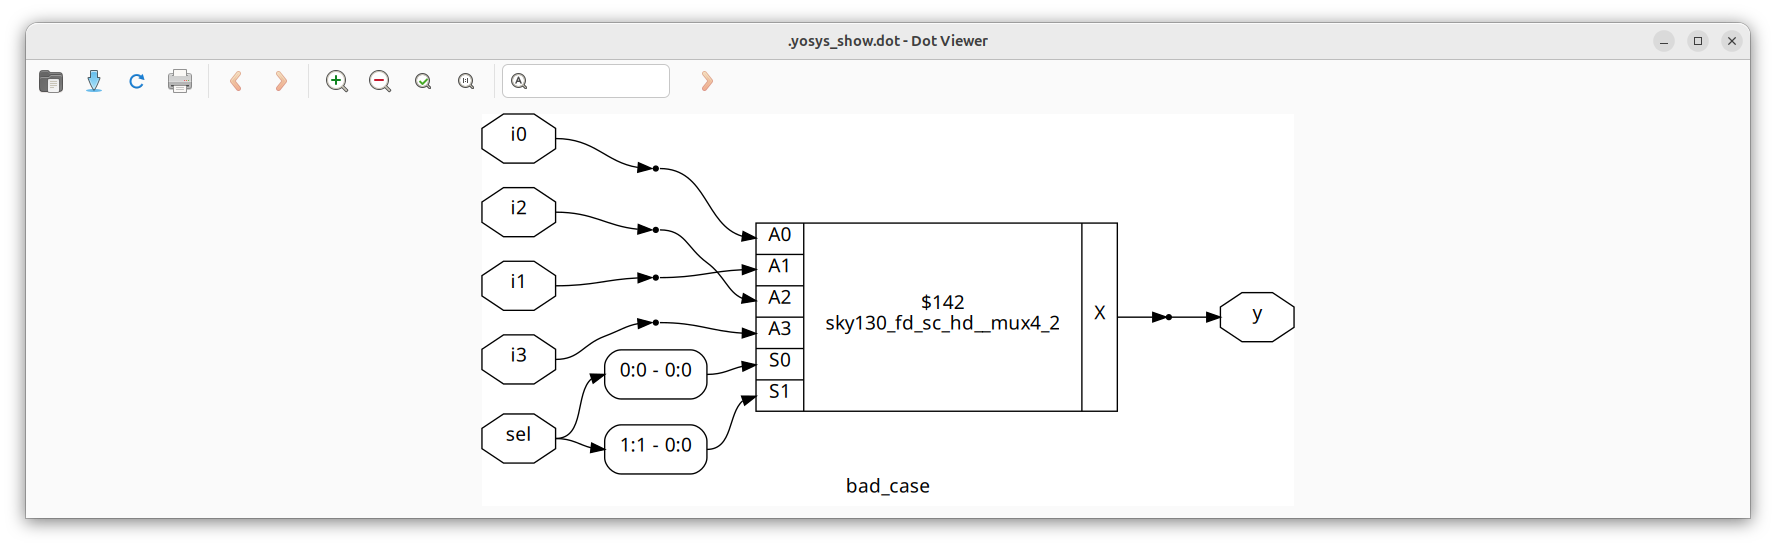 .yosys_show.dot - Dot Viewer
i0
i2
i1
i3
sel
0:0 - 0:0
1:1 - 0:0
A0
A1
A2
A3
S0
S1
$142
sky130_fd_sc_hd__mux4_2
X
y
bad_case